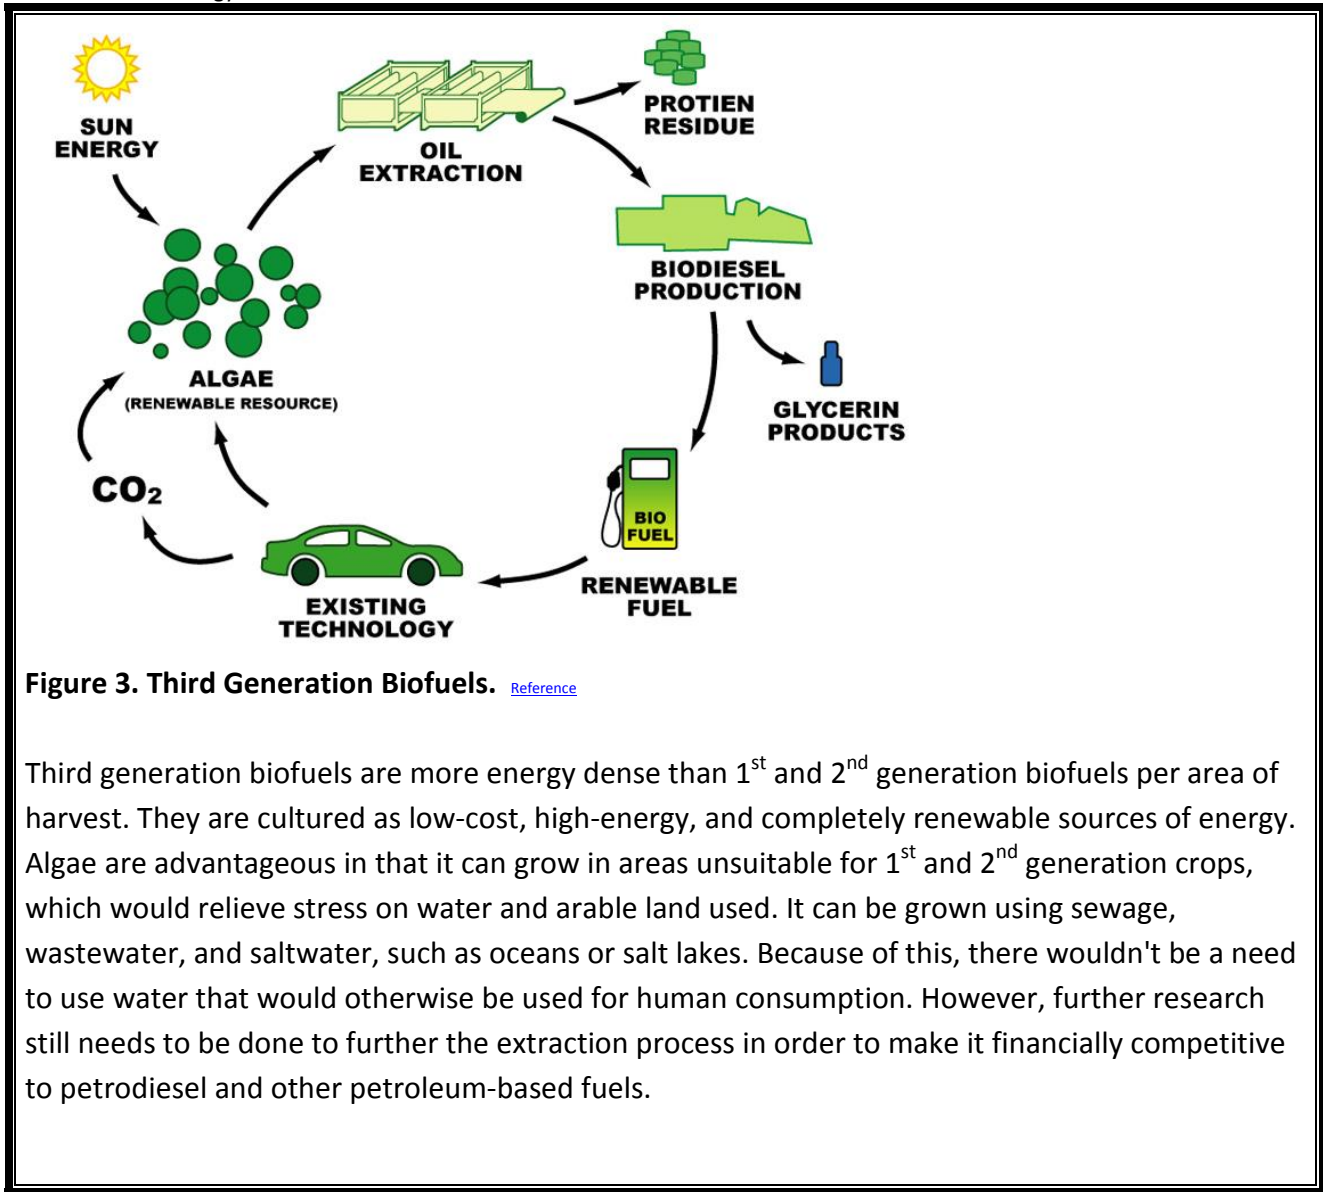 SUN
ENERGY
OIL
EXTRACTION
PROTIEN
RESIDUE
BIODIESEL
PRODUCTION
GLYCERIN
PRODUCTS
ALGAE
(RENEWABLE RESOURCE)
CO2
BIO
FUEL
RENEWABLE
FUEL
EXISTING
TECHNOLOGY
Figure 3. Third Generation Biofuels. Reference
Third generation biofuels are more energy dense than 1st and 2nd generation biofuels per area of
harvest. They are cultured as low-cost, high-energy, and completely renewable sources of energy.
Algae are advantageous in that it can grow in areas unsuitable for 1st and 2nd generation crops,
which would relieve stress on water and arable land used. It can be grown using sewage,
wastewater, and saltwater, such as oceans or salt lakes. Because of this, there wouldn't be a need
to use water that would otherwise be used for human consumption. However, further research
still needs to be done to further the extraction process in order to make it financially competitive
to petrodiesel and other petroleum-based fuels.